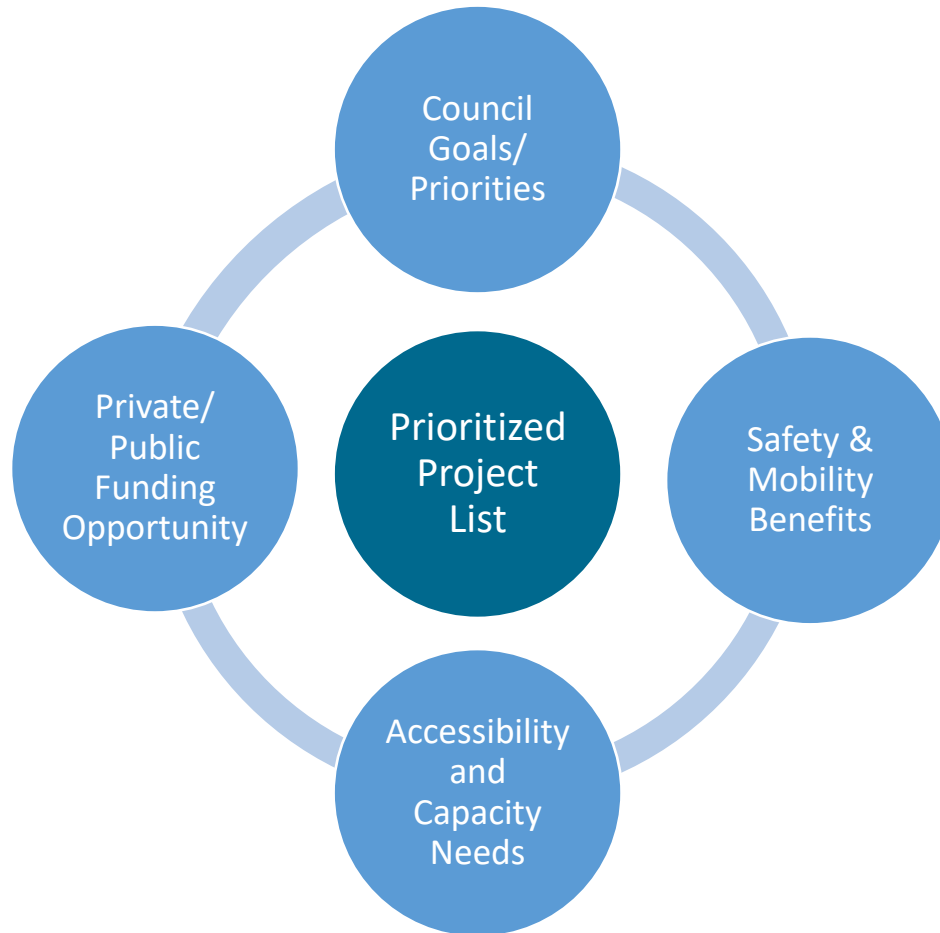 Council
Goals/
Priorities
Private/
Public
Funding
Opportunity
Prioritized
Project
List
Safety &
Mobility
Benefits
Accessibility
and
Capacity
Needs